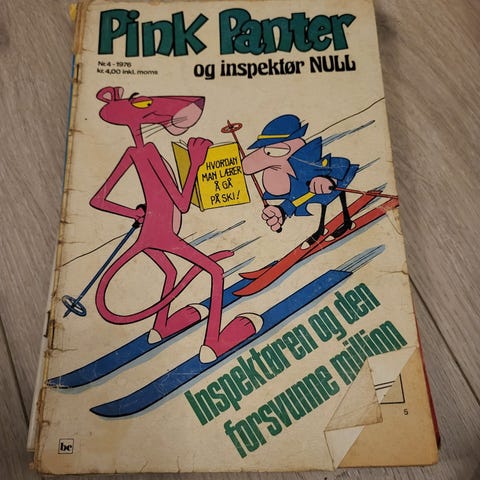 Pink Panter
Nr. 4 - 1976
kr. 4,00 inkl. moms
og inspektør NULL
HVORDAN
MAN LÆRER
Å GÅ
PÅ SKI!
Inspektøren og den
forsvunne millionn
5
be